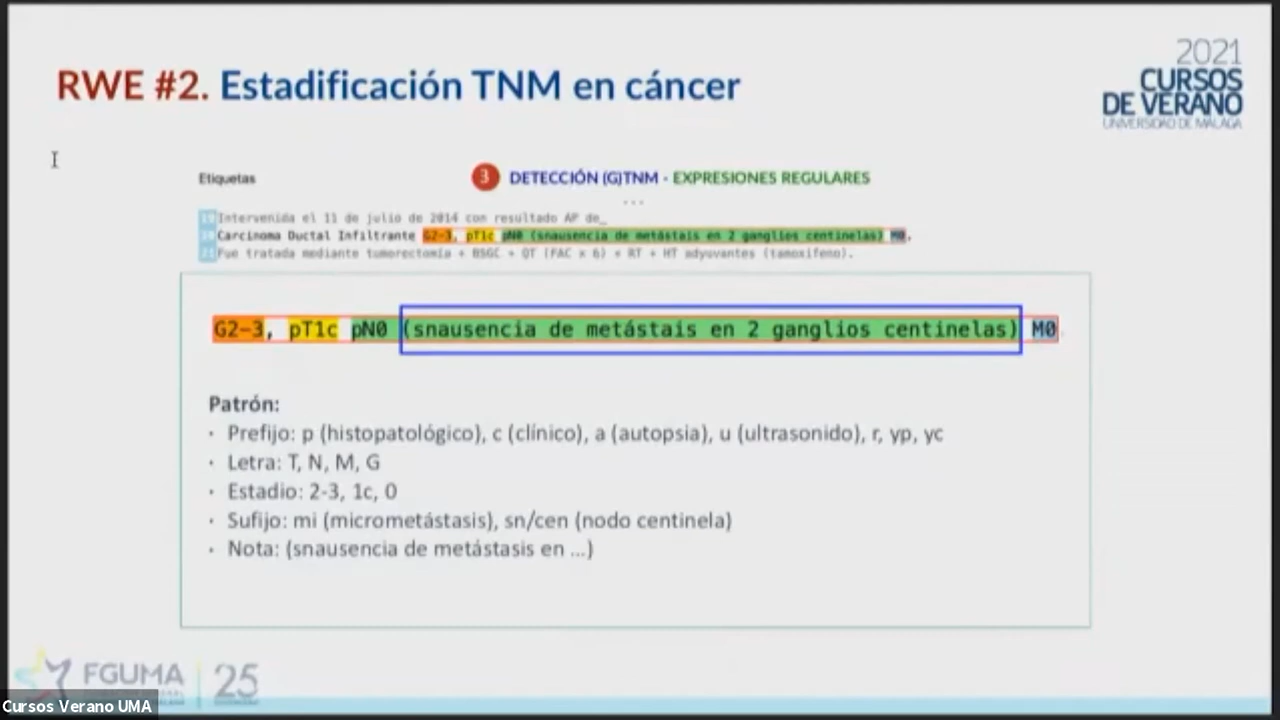 RWE #2. Estadificación TNM en cáncer
2021
CURSOS
DE VERANO
UNIVERSIDAD DE MÁLAGA
Etiquetas
3 DETECCIÓN (G)TNM - EXPRESIONES REGULARES
...
Intervenida el 11 de julio de 2014 con resultado AP de_
Carcinoma Ductal Infiltrante G2-3, pT1c pN0 (snausencia de metástais en 2 ganglios centinelas) M0.
Fue tratada mediante tumorectomía + BSGC + QT (FAC x 6) + RT + HT adyuvantes (tamoxifeno).
G2-3, pT1c pN0 (snausencia de metástais en 2 ganglios centinelas) M0
Patrón:
· Prefijo: p (histopatológico), c (clínico), a (autopsia), u (ultrasonido), r, yp, yc
· Letra: T, N, M, G
· Estadio: 2-3, 1c, 0
· Sufijo: mi (micrometástasis), sn/cen (nodo centinela)
· Nota: (snausencia de metástasis en ...)
FGUMA 25
Cursos Verano UMA